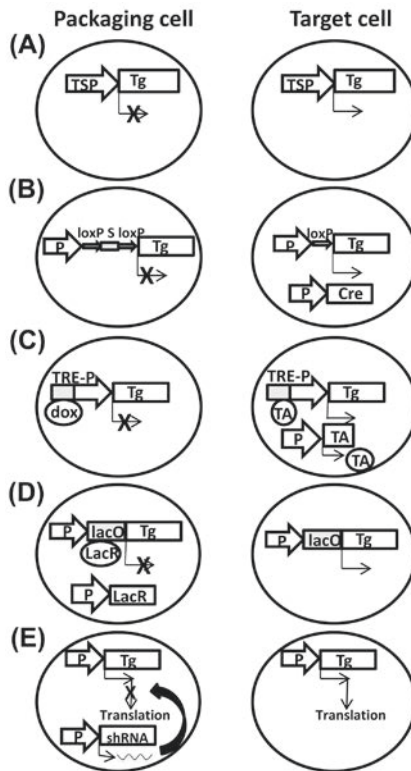 Packaging cell Target cell
(A)
TSP Tg TSP Tg
X
(B)
loxP S loxP loxP
P Tg P Tg
X
P Cre
(C)
TRE-P TRE-P
Tg Tg
dox X TA
P TA
TA
(D)
P lacO Tg P lacO Tg
LacR X
P LacR
(E)
P Tg P Tg
X
Translation Translation
P shRNA